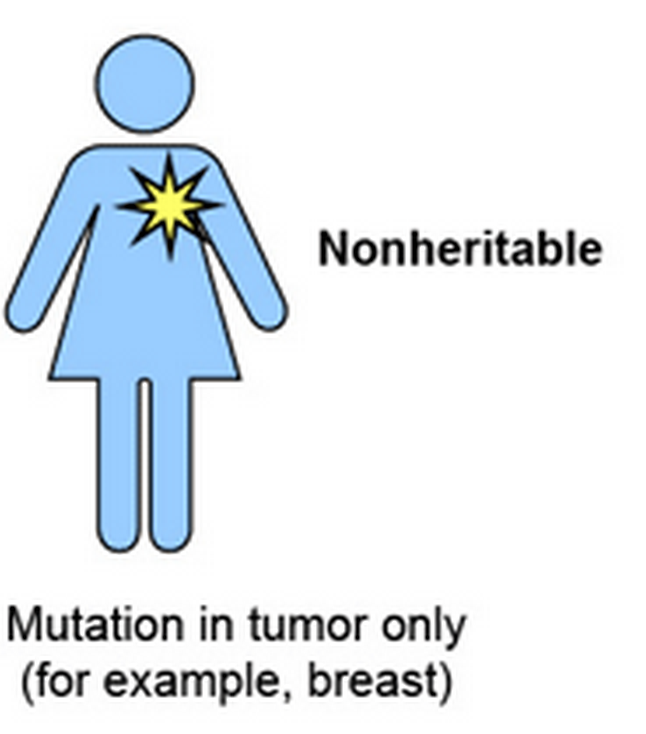 Nonheritable
Mutation in tumor only
(for example, breast)